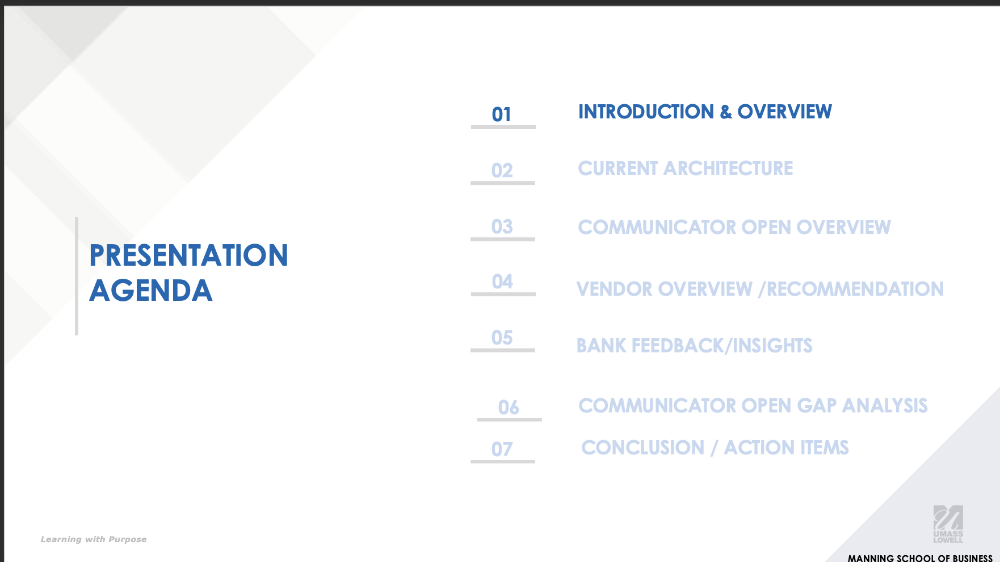 01 INTRODUCTION & OVERVIEW
02 CURRENT ARCHITECTURE
03 COMMUNICATOR OPEN OVERVIEW
PRESENTATION
AGENDA
04 VENDOR OVERVIEW /RECOMMENDATION
05 BANK FEEDBACK/INSIGHTS
06 COMMUNICATOR OPEN GAP ANALYSIS
07 CONCLUSION / ACTION ITEMS
Learning with Purpose
UMASS
LOWELL
MANNING SCHOOL OF BUSINESS